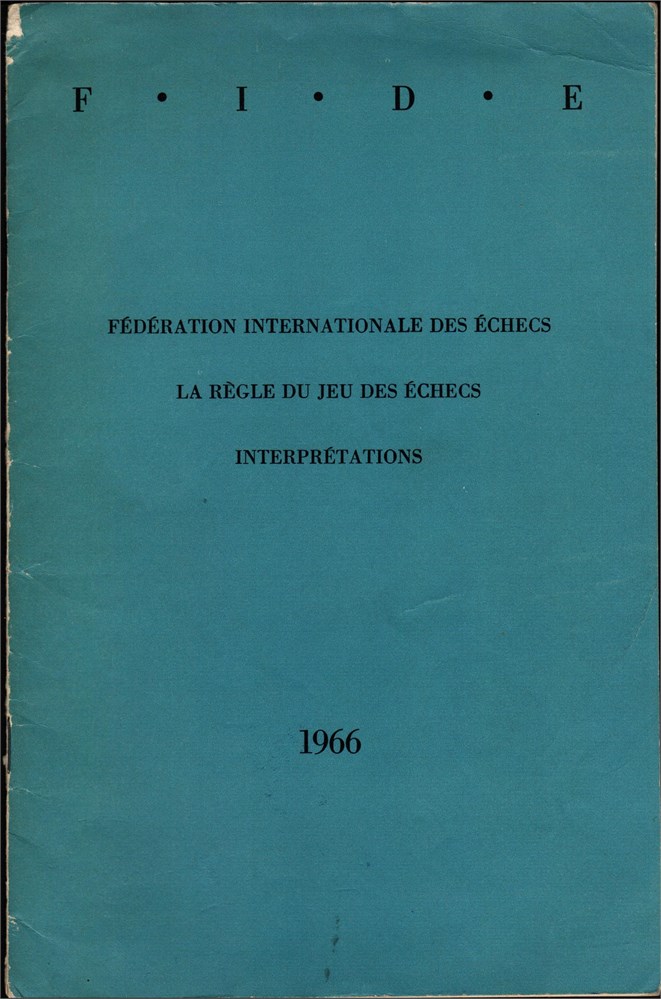 F • I • D • E
FÉDÉRATION INTERNATIONALE DES ÉCHECS
LA RÈGLE DU JEU DES ÉCHECS
INTERPRÉTATIONS
1966